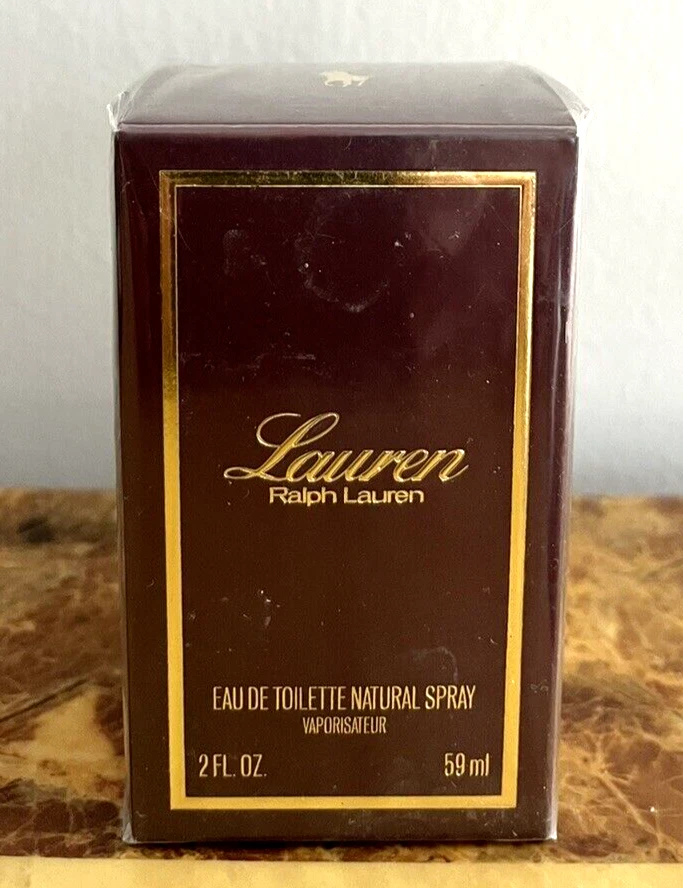 Lauren
Ralph Lauren
EAU DE TOILETTE NATURAL SPRAY
VAPORISATEUR
2 FL. OZ. 59 ml